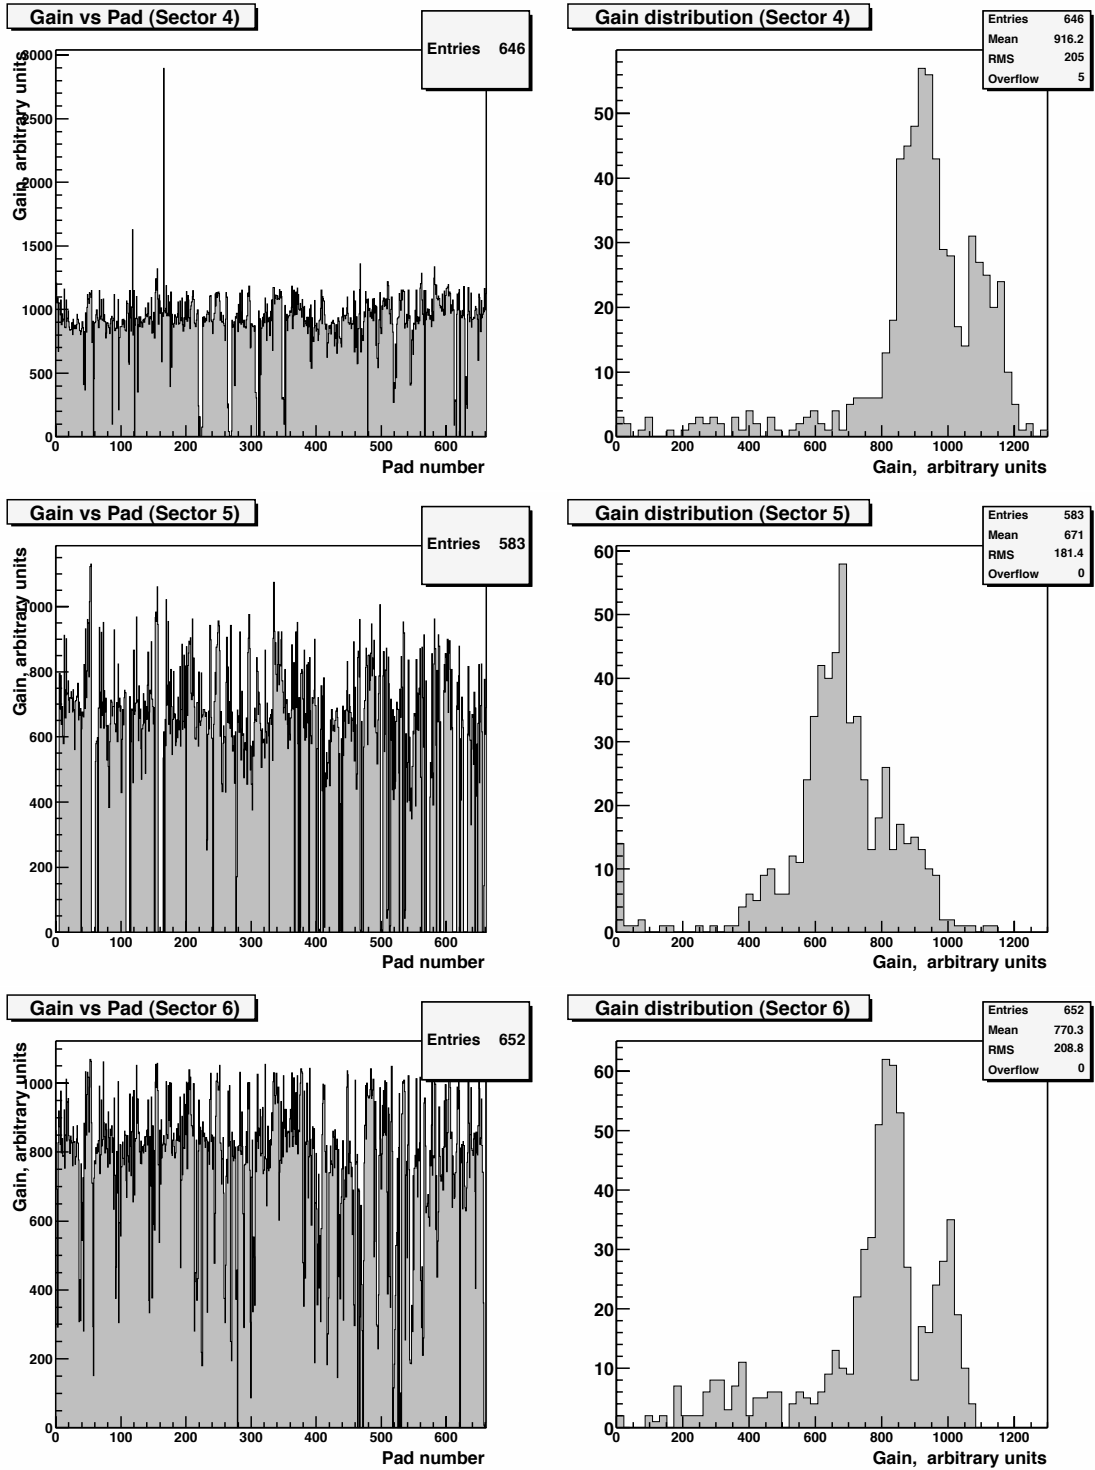 Gain vs Pad (Sector 4)
Entries 646
Gain, arbitrary units
3000
2500
2000
1500
1000
500
0
0 100 200 300 400 500 600
Pad number
Gain distribution (Sector 4)
Entries 646
Mean 916.2
RMS 205
Overflow 5
50
40
30
20
10
0
0 200 400 600 800 1000 1200
Gain, arbitrary units
Gain vs Pad (Sector 5)
Entries 583
Gain, arbitrary units
1000
800
600
400
200
0
0 100 200 300 400 500 600
Pad number
Gain distribution (Sector 5)
Entries 583
Mean 671
RMS 181.4
Overflow 0
60
50
40
30
20
10
0
0 200 400 600 800 1000 1200
Gain, arbitrary units
Gain vs Pad (Sector 6)
Entries 652
Gain, arbitrary units
1000
800
600
400
200
0
0 100 200 300 400 500 600
Pad number
Gain distribution (Sector 6)
Entries 652
Mean 770.3
RMS 208.8
Overflow 0
60
50
40
30
20
10
0
0 200 400 600 800 1000 1200
Gain, arbitrary units